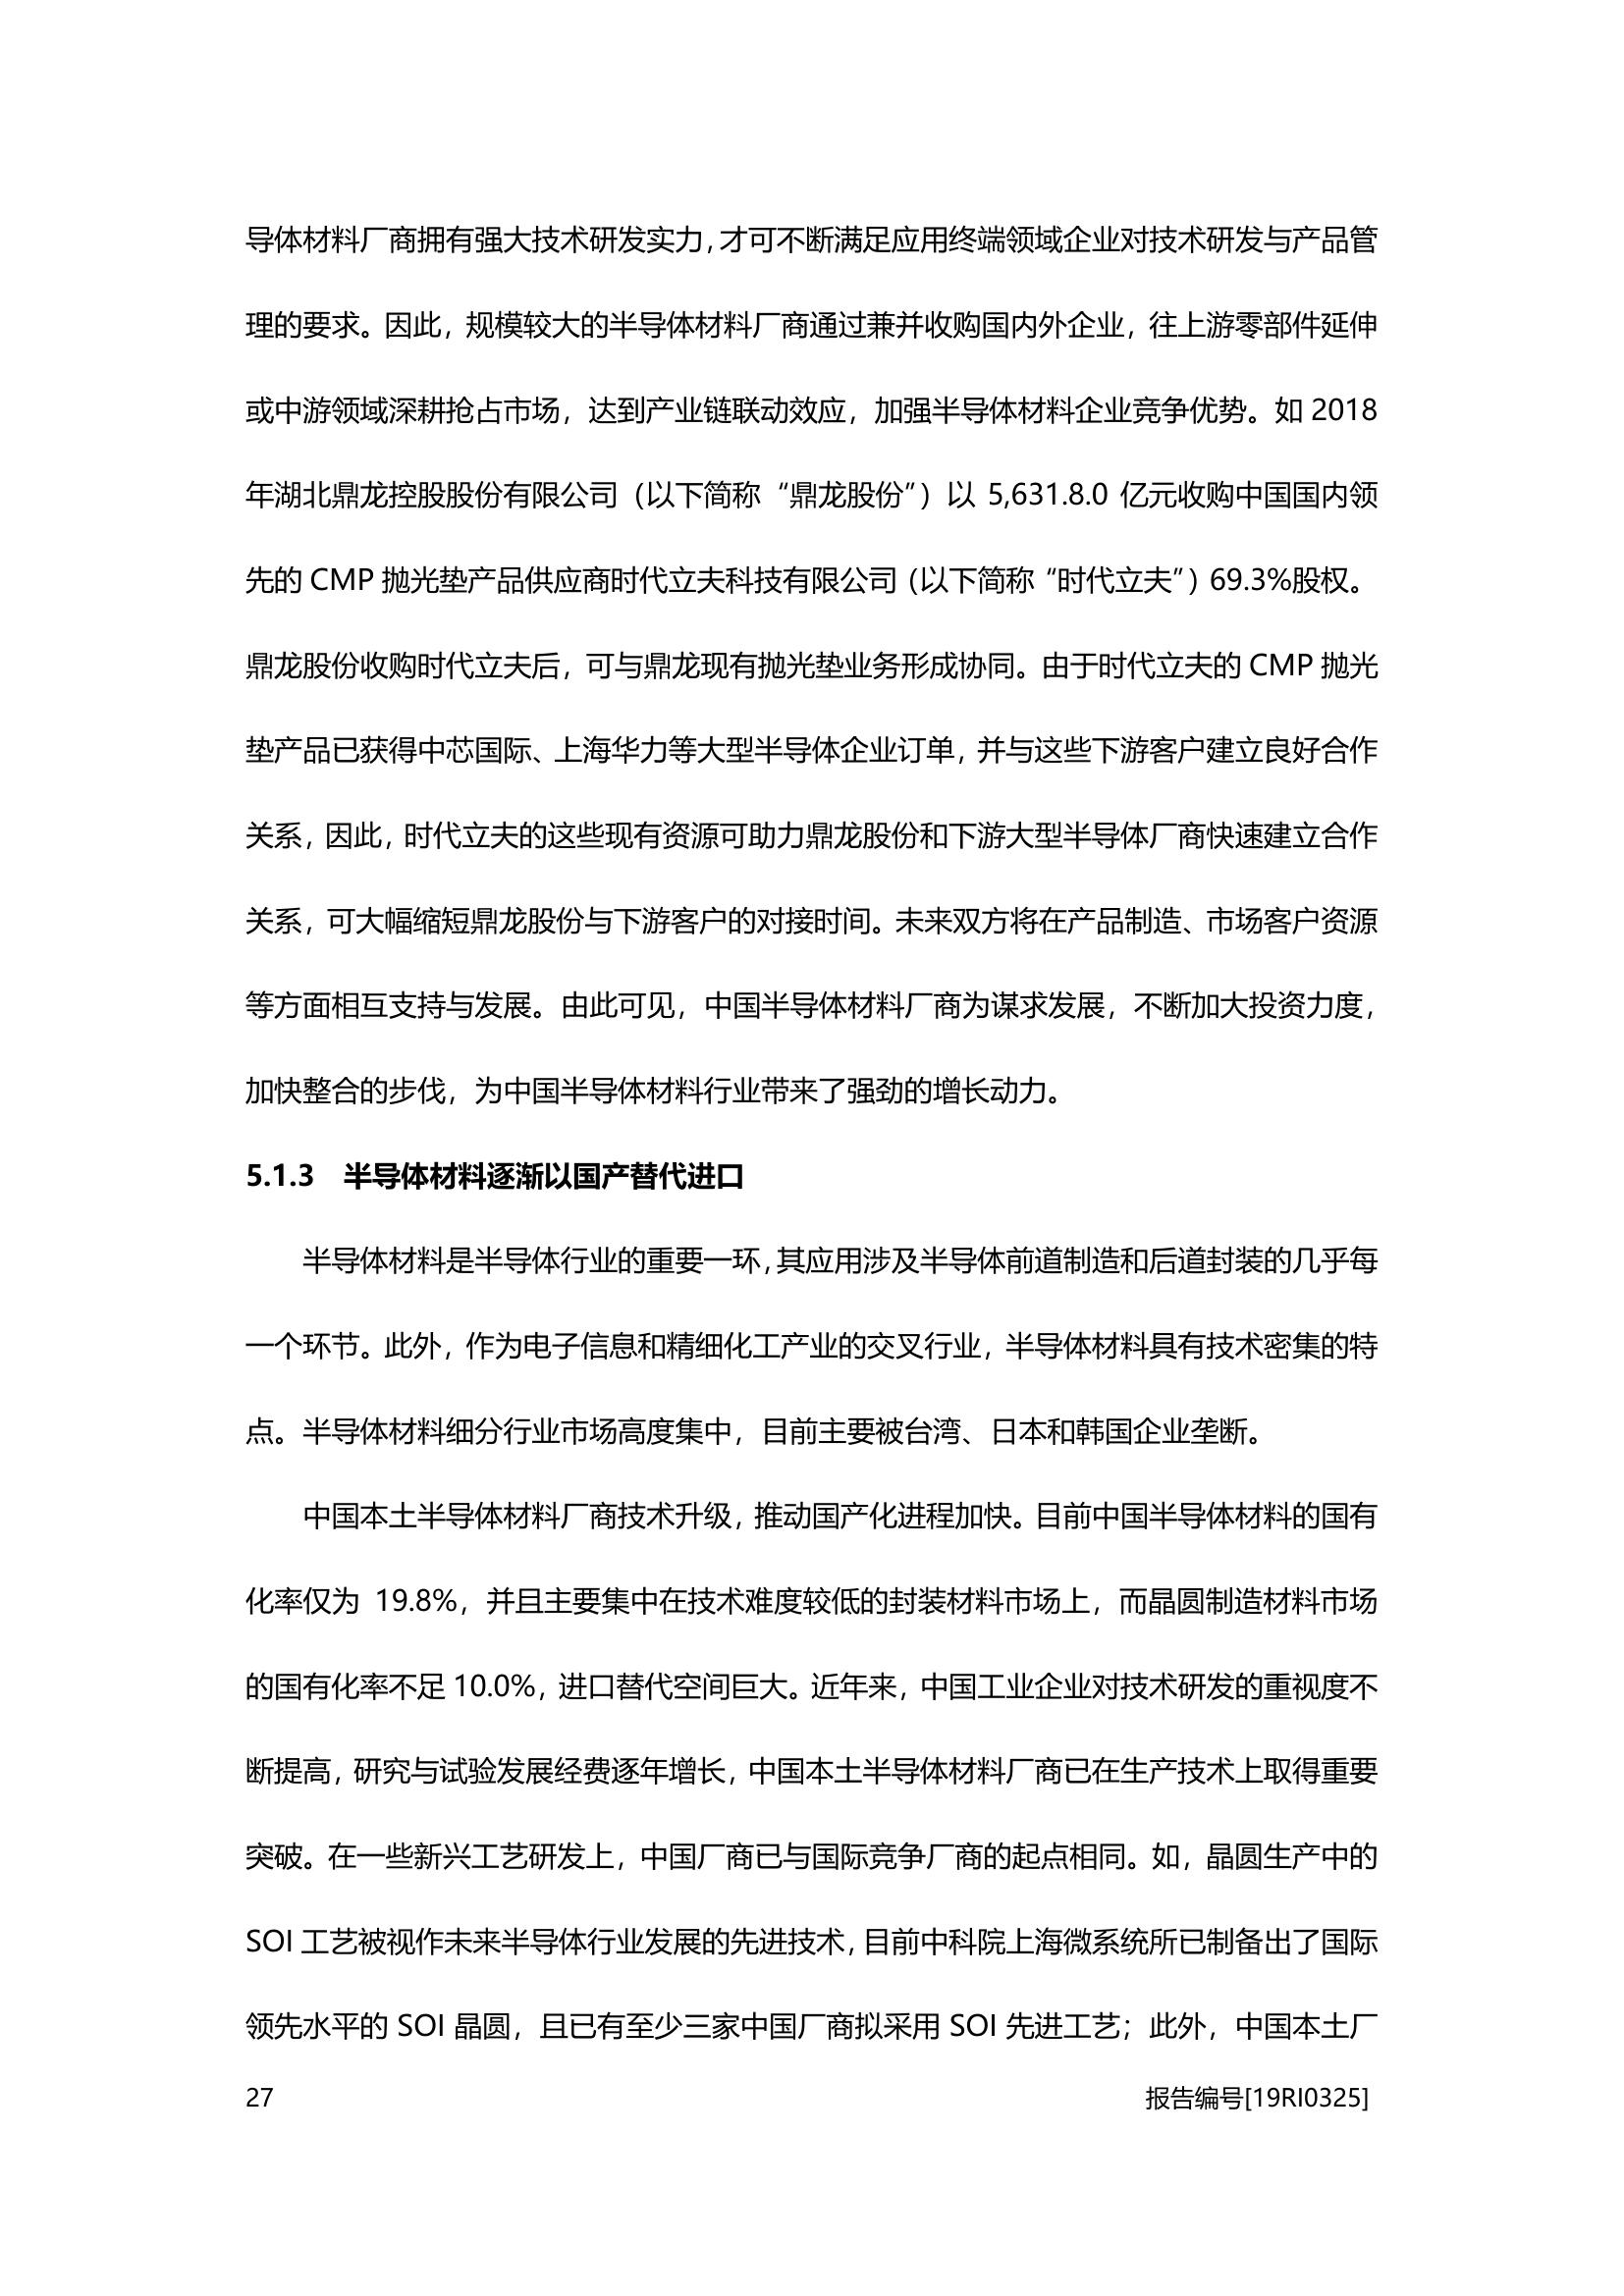 导体材料厂商拥有强大技术研发实力，才可不断满足应用终端领域企业对技术研发与产品管
理的要求。因此，规模较大的半导体材料厂商通过兼并收购国内外企业，往上游零部件延伸
或中游领域深耕抢占市场，达到产业链联动效应，加强半导体材料企业竞争优势。如 2018
年湖北鼎龙控股股份有限公司（以下简称“鼎龙股份”）以 5,631.8.0 亿元收购中国国内领
先的 CMP 抛光垫产品供应商时代立夫科技有限公司（以下简称“时代立夫”）69.3%股权。
鼎龙股份收购时代立夫后，可与鼎龙现有抛光垫业务形成协同。由于时代立夫的 CMP 抛光
垫产品已获得中芯国际、上海华力等大型半导体企业订单，并与这些下游客户建立良好合作
关系，因此，时代立夫的这些现有资源可助力鼎龙股份和下游大型半导体厂商快速建立合作
关系，可大幅缩短鼎龙股份与下游客户的对接时间。未来双方将在产品制造、市场客户资源
等方面相互支持与发展。由此可见，中国半导体材料厂商为谋求发展，不断加大投资力度，
加快整合的步伐，为中国半导体材料行业带来了强劲的增长动力。
5.1.3 半导体材料逐渐以国产替代进口
半导体材料是半导体行业的重要一环，其应用涉及半导体前道制造和后道封装的几乎每
一个环节。此外，作为电子信息和精细化工产业的交叉行业，半导体材料具有技术密集的特
点。半导体材料细分行业市场高度集中，目前主要被台湾、日本和韩国企业垄断。
中国本土半导体材料厂商技术升级，推动国产化进程加快。目前中国半导体材料的国有
化率仅为 19.8%，并且主要集中在技术难度较低的封装材料市场上，而晶圆制造材料市场
的国有化率不足 10.0%，进口替代空间巨大。近年来，中国工业企业对技术研发的重视度不
断提高，研究与试验发展经费逐年增长，中国本土半导体材料厂商已在生产技术上取得重要
突破。在一些新兴工艺研发上，中国厂商已与国际竞争厂商的起点相同。如，晶圆生产中的
SOI 工艺被视作未来半导体行业发展的先进技术，目前中科院上海微系统所已制备出了国际
领先水平的 SOI 晶圆，且已有至少三家中国厂商拟采用 SOI 先进工艺；此外，中国本土厂
27 报告编号[19RI0325]